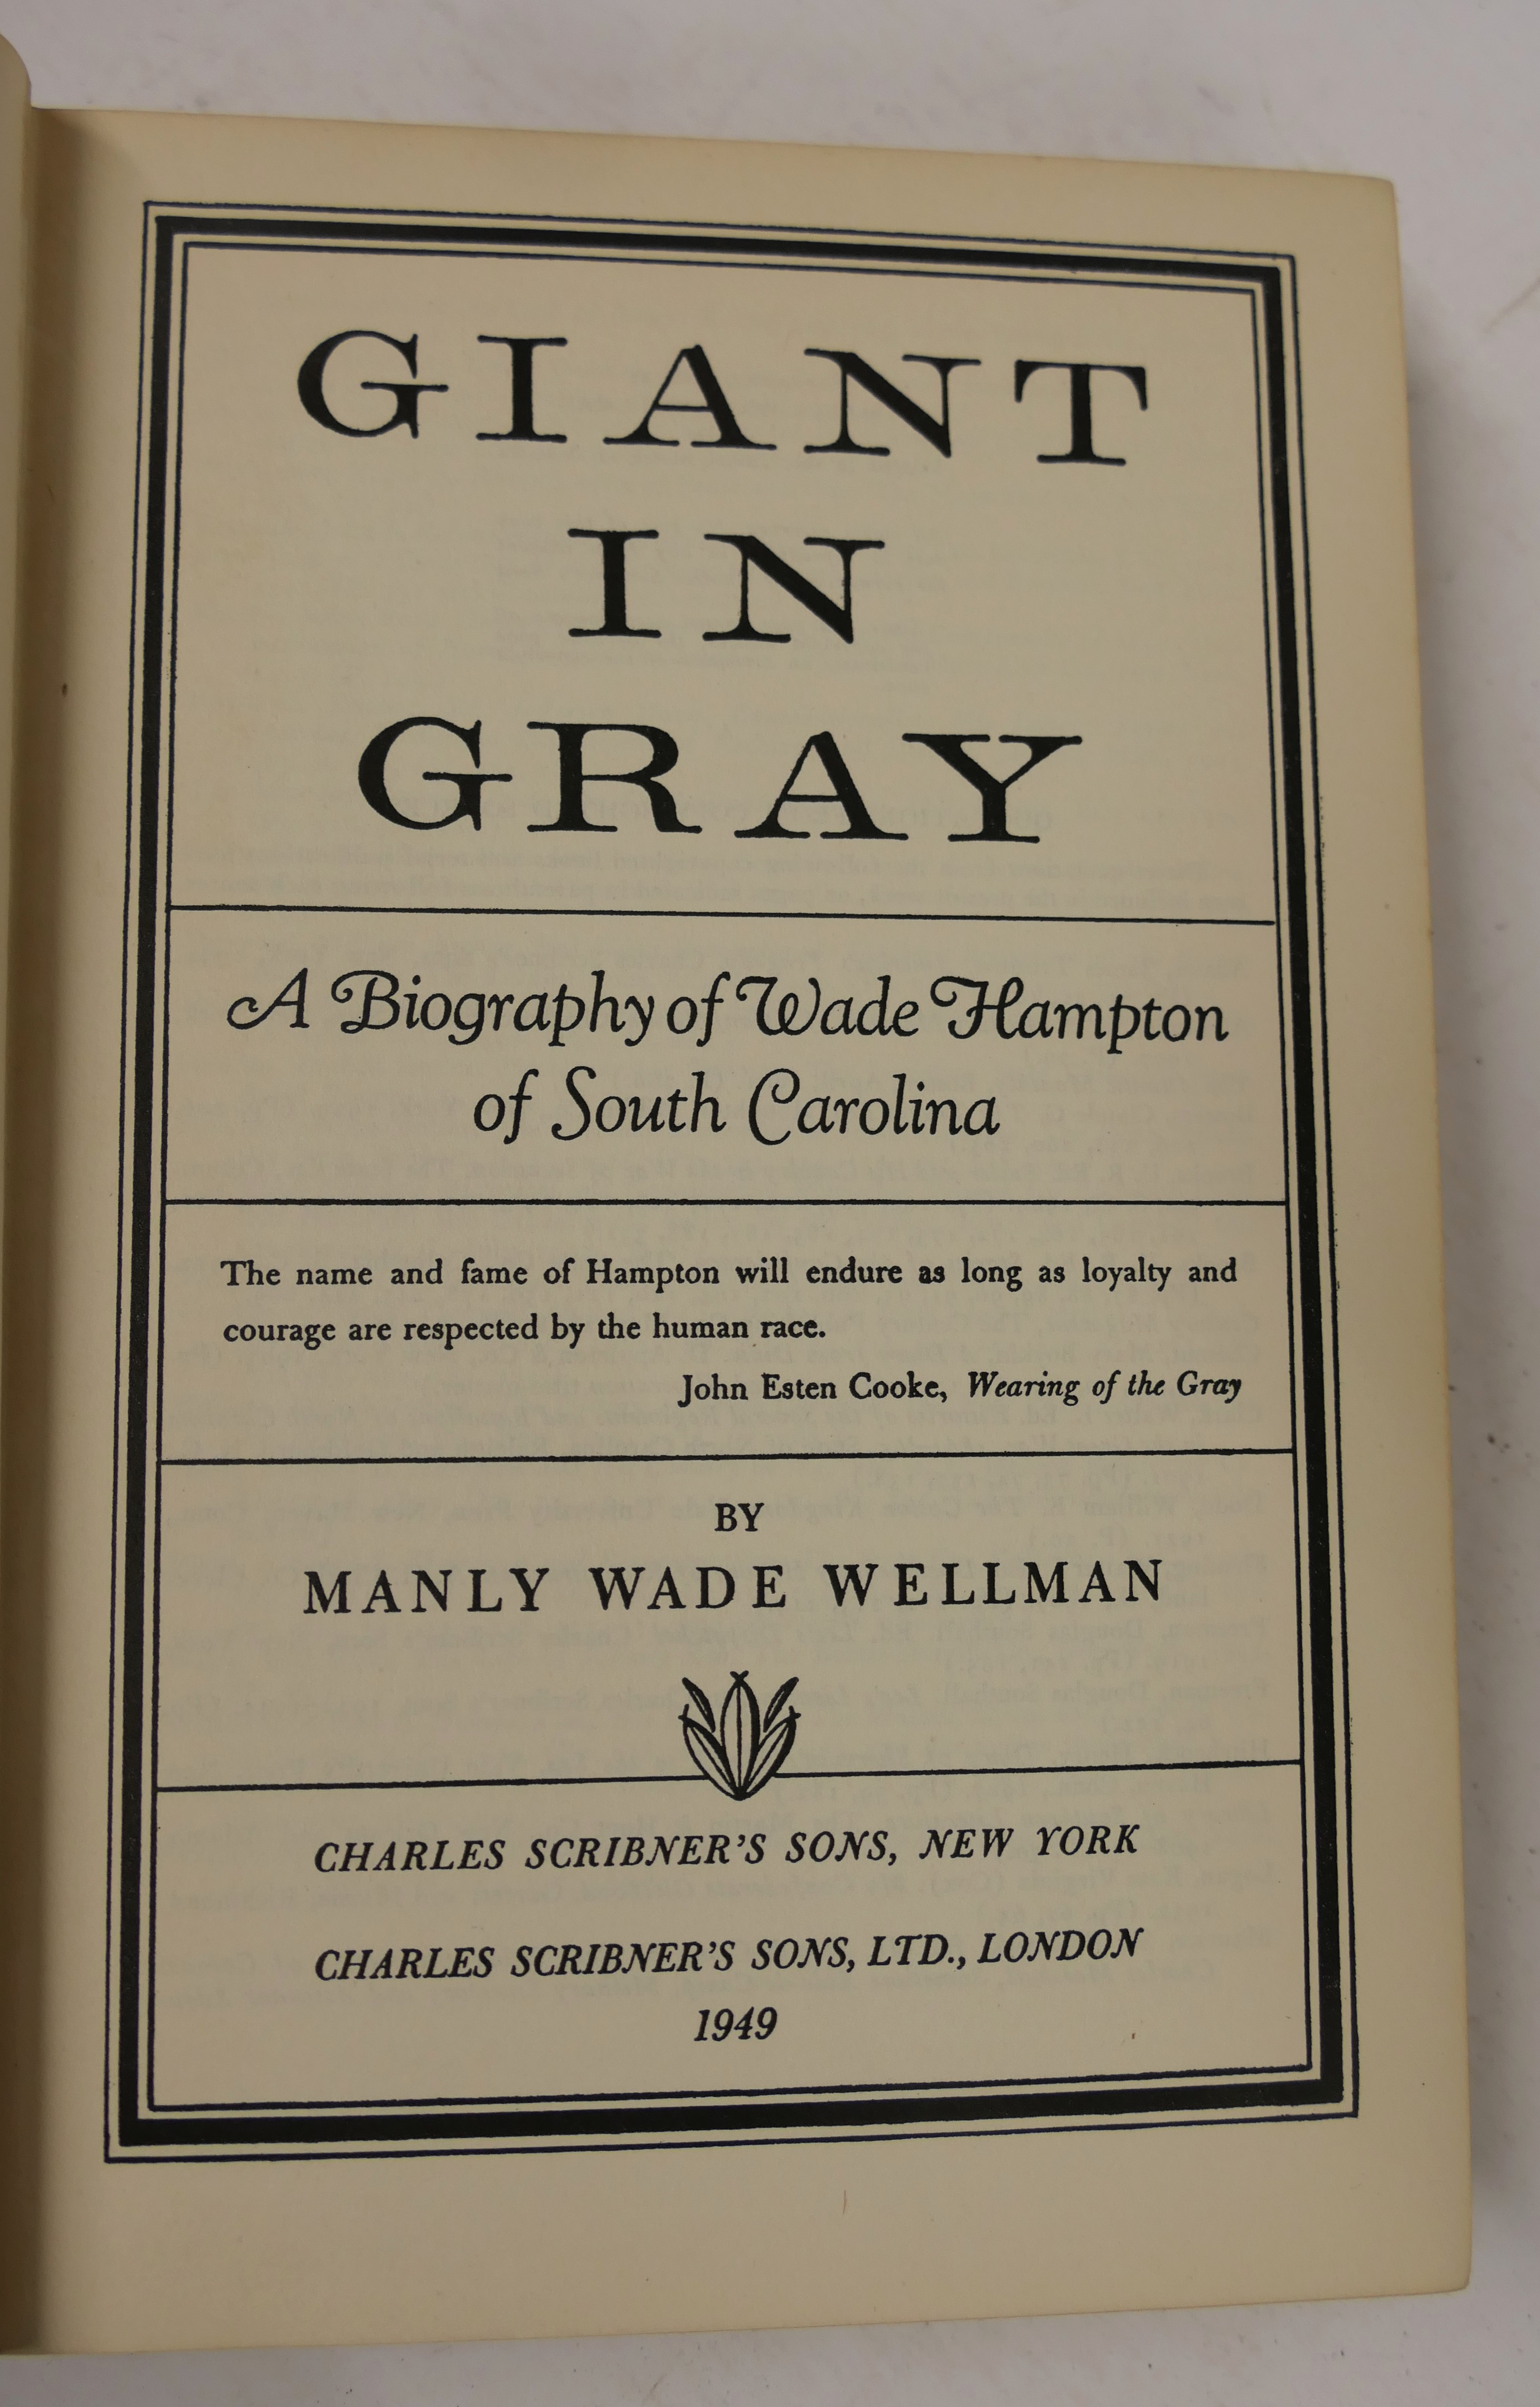 GIANT
IN
GRAY
A Biography of Wade Hampton
of South Carolina
The name and fame of Hampton will endure as long as loyalty and
courage are respected by the human race.
John Esten Cooke, Wearing of the Gray
BY
MANLY WADE WELLMAN
CHARLES SCRIBNER'S SONS, NEW YORK
CHARLES SCRIBNER'S SONS, LTD., LONDON
1949